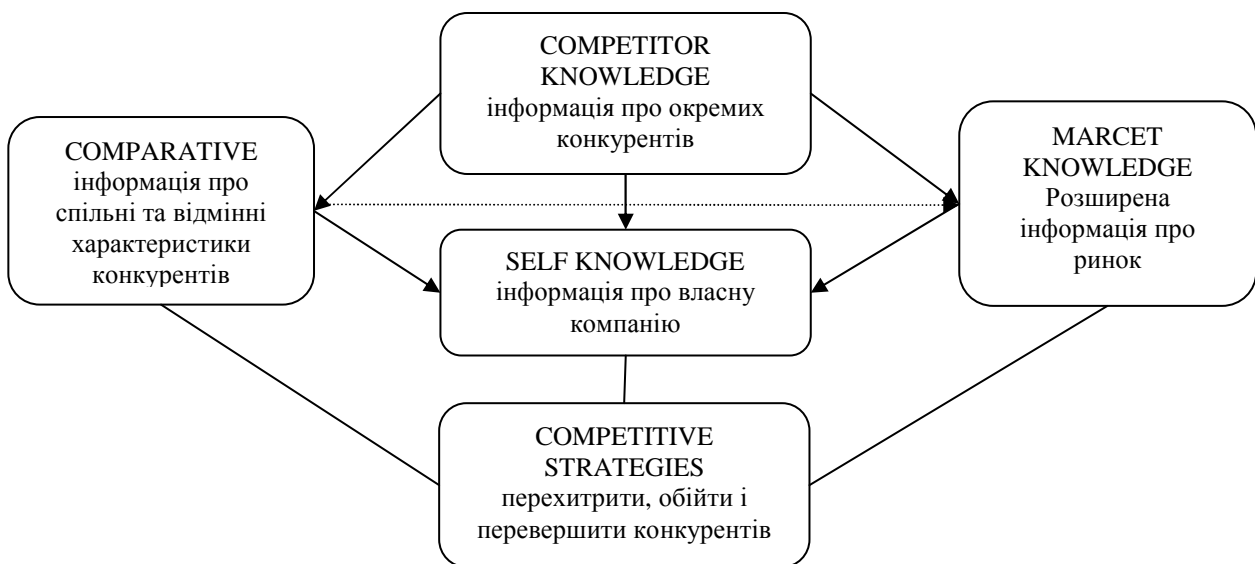 COMPETITOR
KNOWLEDGE
інформація про окремих
конкурентів
COMPARATIVE
інформація про
спільні та відмінні
характеристики
конкурентів
MARCET
KNOWLEDGE
Розширена
інформація про
ринок
SELF KNOWLEDGE
інформація про власну
компанію
COMPETITIVE
STRATEGIES
перехитрити, обійти і
перевершити конкурентів